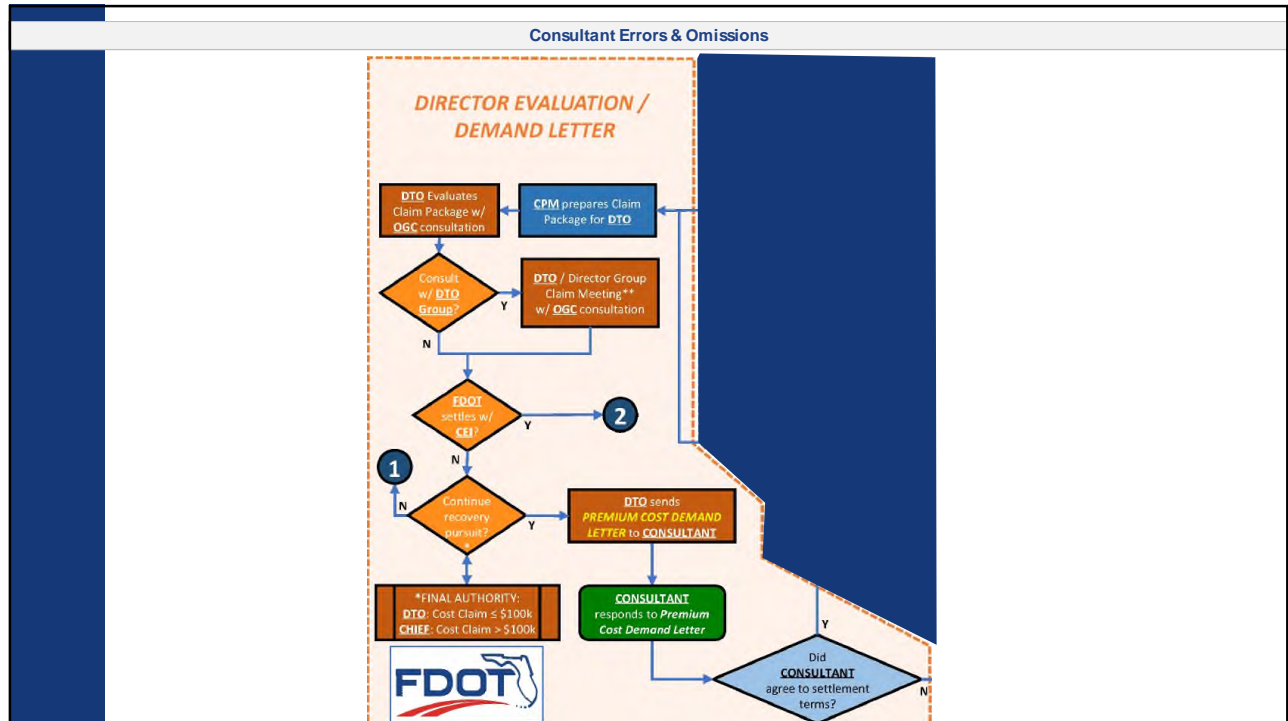 Consultant Errors & Omissions
DIRECTOR EVALUATION /
DEMAND LETTER
DTO Evaluates
Claim Package w/
OGC consultation
CPM prepares Claim
Package for DTO
Consult
w/ DTO
Group?
Y
N
DTO / Director Group
Claim Meeting**
w/ OGC consultation
FDOT
settles w/
CEI?
Y
2
N
1
N
Continue
recovery
pursuit?
*
Y
DTO sends
PREMIUM COST DEMAND
LETTER to CONSULTANT
*FINAL AUTHORITY:
DTO: Cost Claim ≤ $100k
CHIEF: Cost Claim > $100k
CONSULTANT
responds to Premium
Cost Demand Letter
Y
Did
CONSULTANT
agree to settlement
terms?
N
FDOT